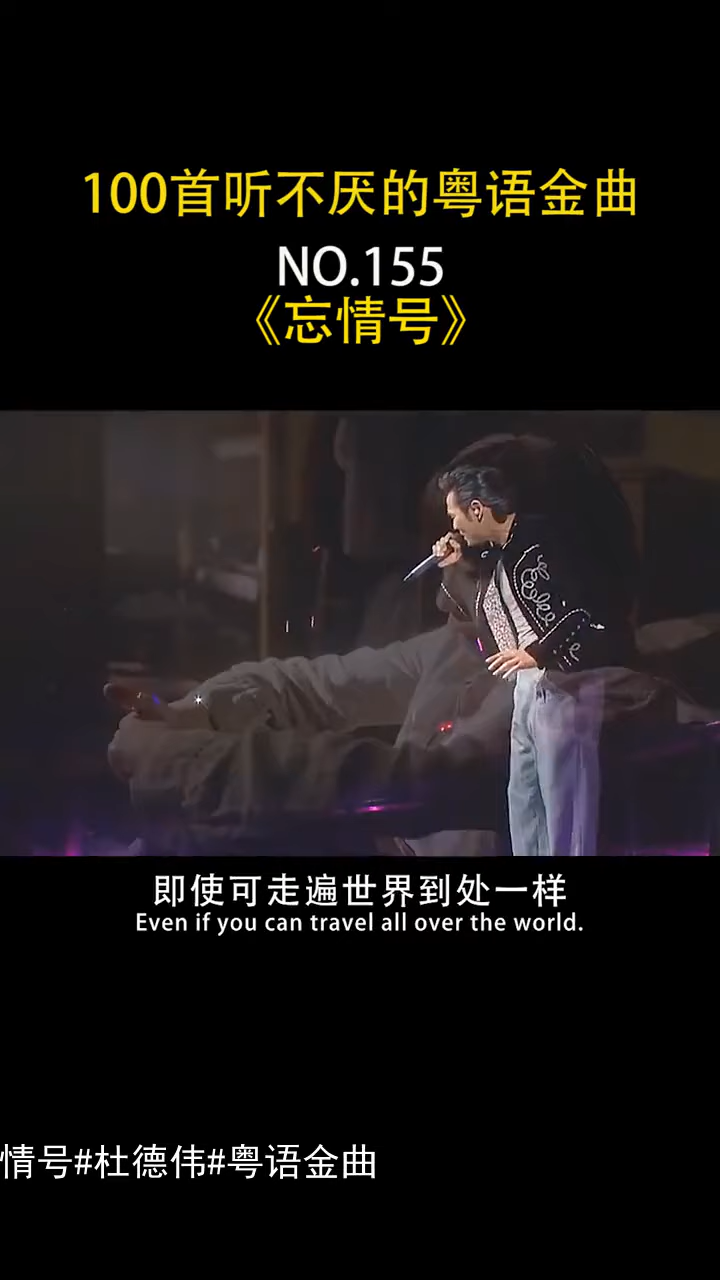 100首听不厌的粤语金曲
NO.155
《忘情号》
即使可走遍世界到处一样
Even if you can travel all over the world.
情号#杜德伟#粤语金曲